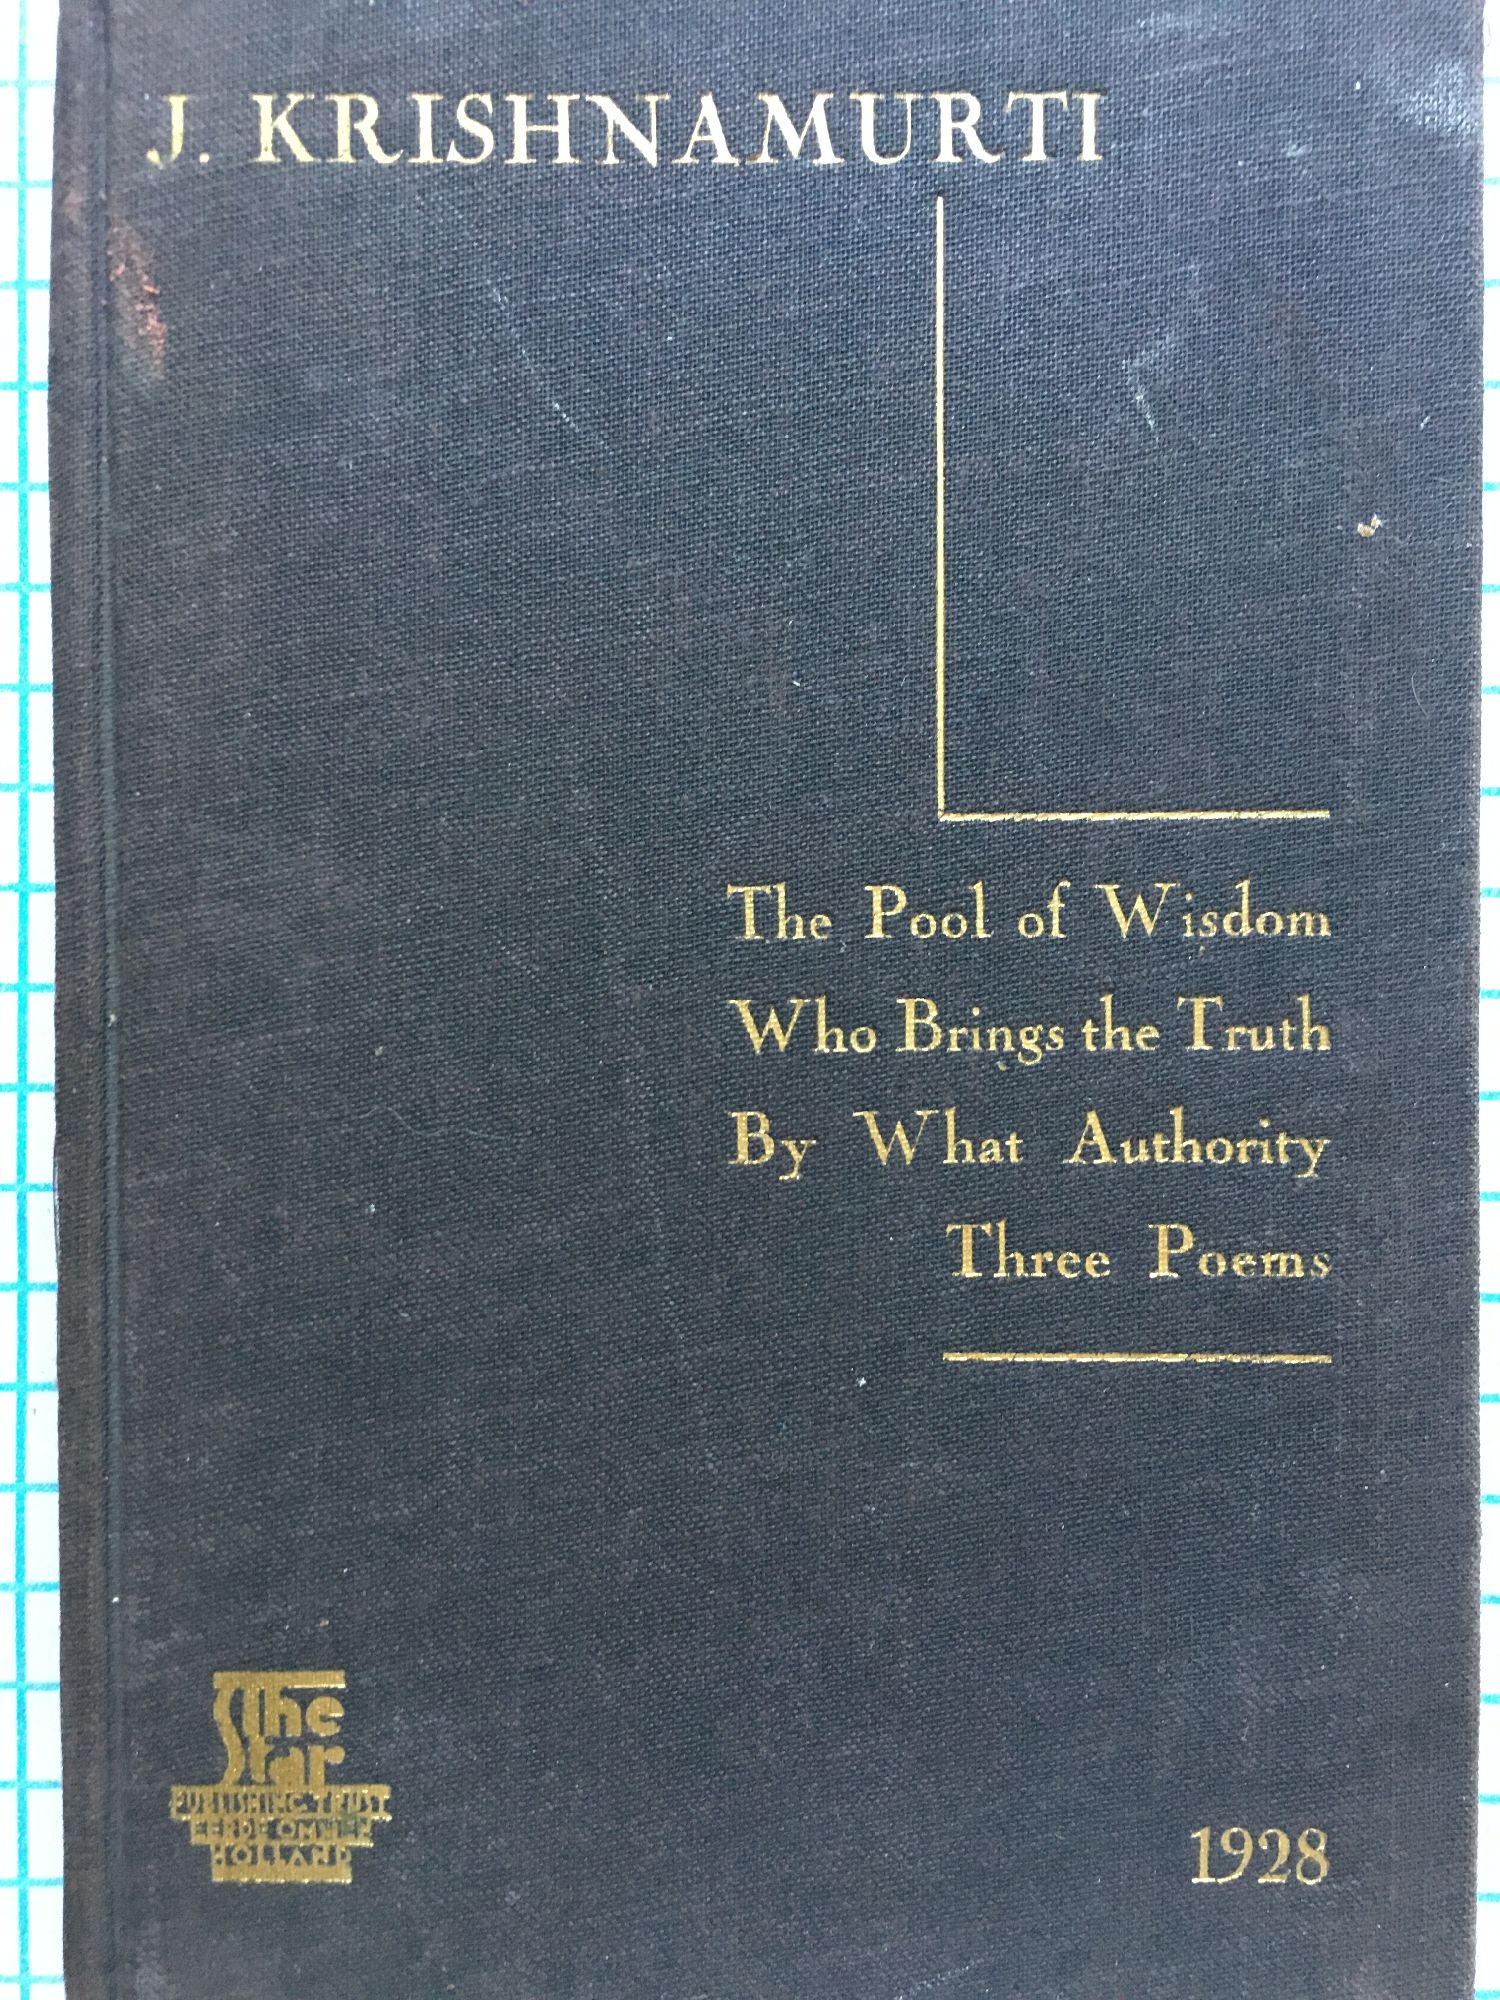 J. KRISHNAMURTI
The Pool of Wisdom
Who Brings the Truth
By What Authority
Three Poems
The
Star
PUBLISHING TRUST
EERDE OMMEN
HOLLAND
1928